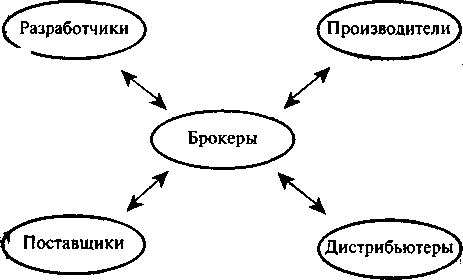 Разработчики
Производители
Брокеры
Поставщики
Дистрибьютеры